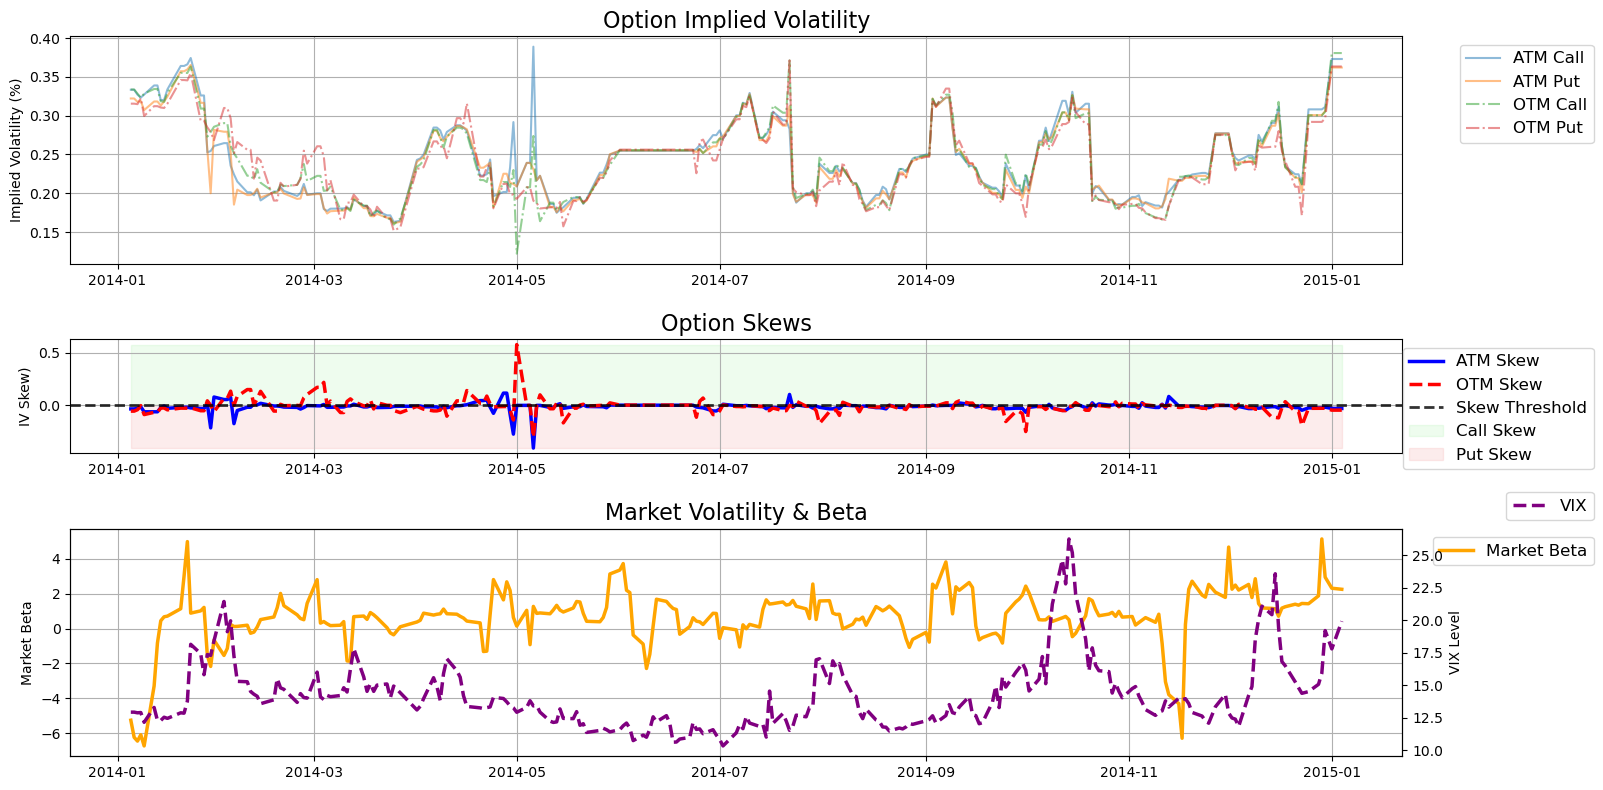 Option Implied Volatility
Implied Volatility (%)
0.40
0.35
0.30
0.25
0.20
0.15
2014-01
2014-03
2014-05
2014-07
2014-09
2014-11
2015-01
ATM Call
ATM Put
OTM Call
OTM Put
Option Skews
IV Skew)
0.5
0.0
2014-01
2014-03
2014-05
2014-07
2014-09
2014-11
2015-01
ATM Skew
OTM Skew
Skew Threshold
Call Skew
Put Skew
Market Volatility & Beta
Market Beta
4
2
0
−2
−4
−6
2014-01
2014-03
2014-05
2014-07
2014-09
2014-11
2015-01
VIX
Market Beta
25.0
22.5
20.0
17.5
15.0
12.5
10.0
VIX Level